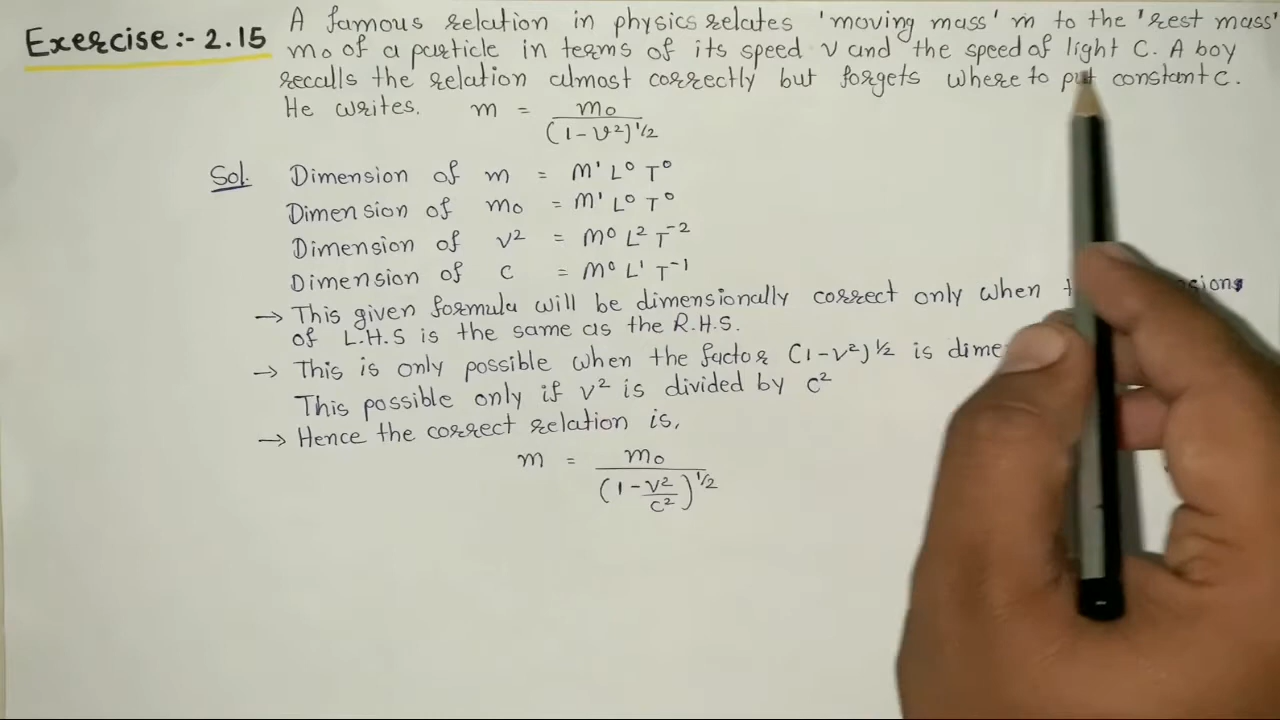 Exercise:- 2.15
A famous relation in physics relates 'moving mass' m to the 'rest mass'
m₀ of a particle in terms of its speed v and the speed of light C. A boy
recalls the relation almost correctly but forgets where to put constant c.
He writes. m = m₀ / (1-v²)^1/2
Sol. Dimension of m = M¹ L⁰ T⁰
Dimension of m₀ = M¹ L⁰ T⁰
Dimension of v² = M⁰ L² T⁻²
Dimension of c = M⁰ L¹ T⁻¹
→ This given formula will be dimensionally correct only when
of L.H.S is the same as the R.H.S.
→ This is only possible when the factor (1-v²)^1/2 is
This possible only if v² is divided by c²
→ Hence the correct relation is,
m = m₀ / (1-v²/c²)^1/2